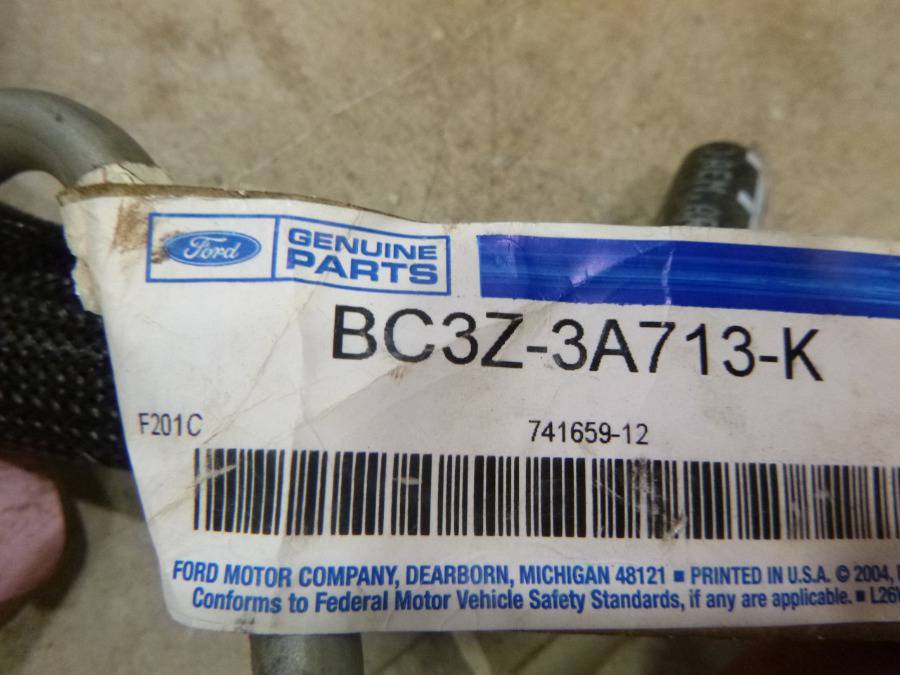 Ford GENUINE
PARTS
BC3Z-3A713-K
F201C 741659-12
FORD MOTOR COMPANY, DEARBORN, MICHIGAN 48121 ▪ PRINTED IN U.S.A. © 2004,
Conforms to Federal Motor Vehicle Safety Standards, if any are applicable. ▪